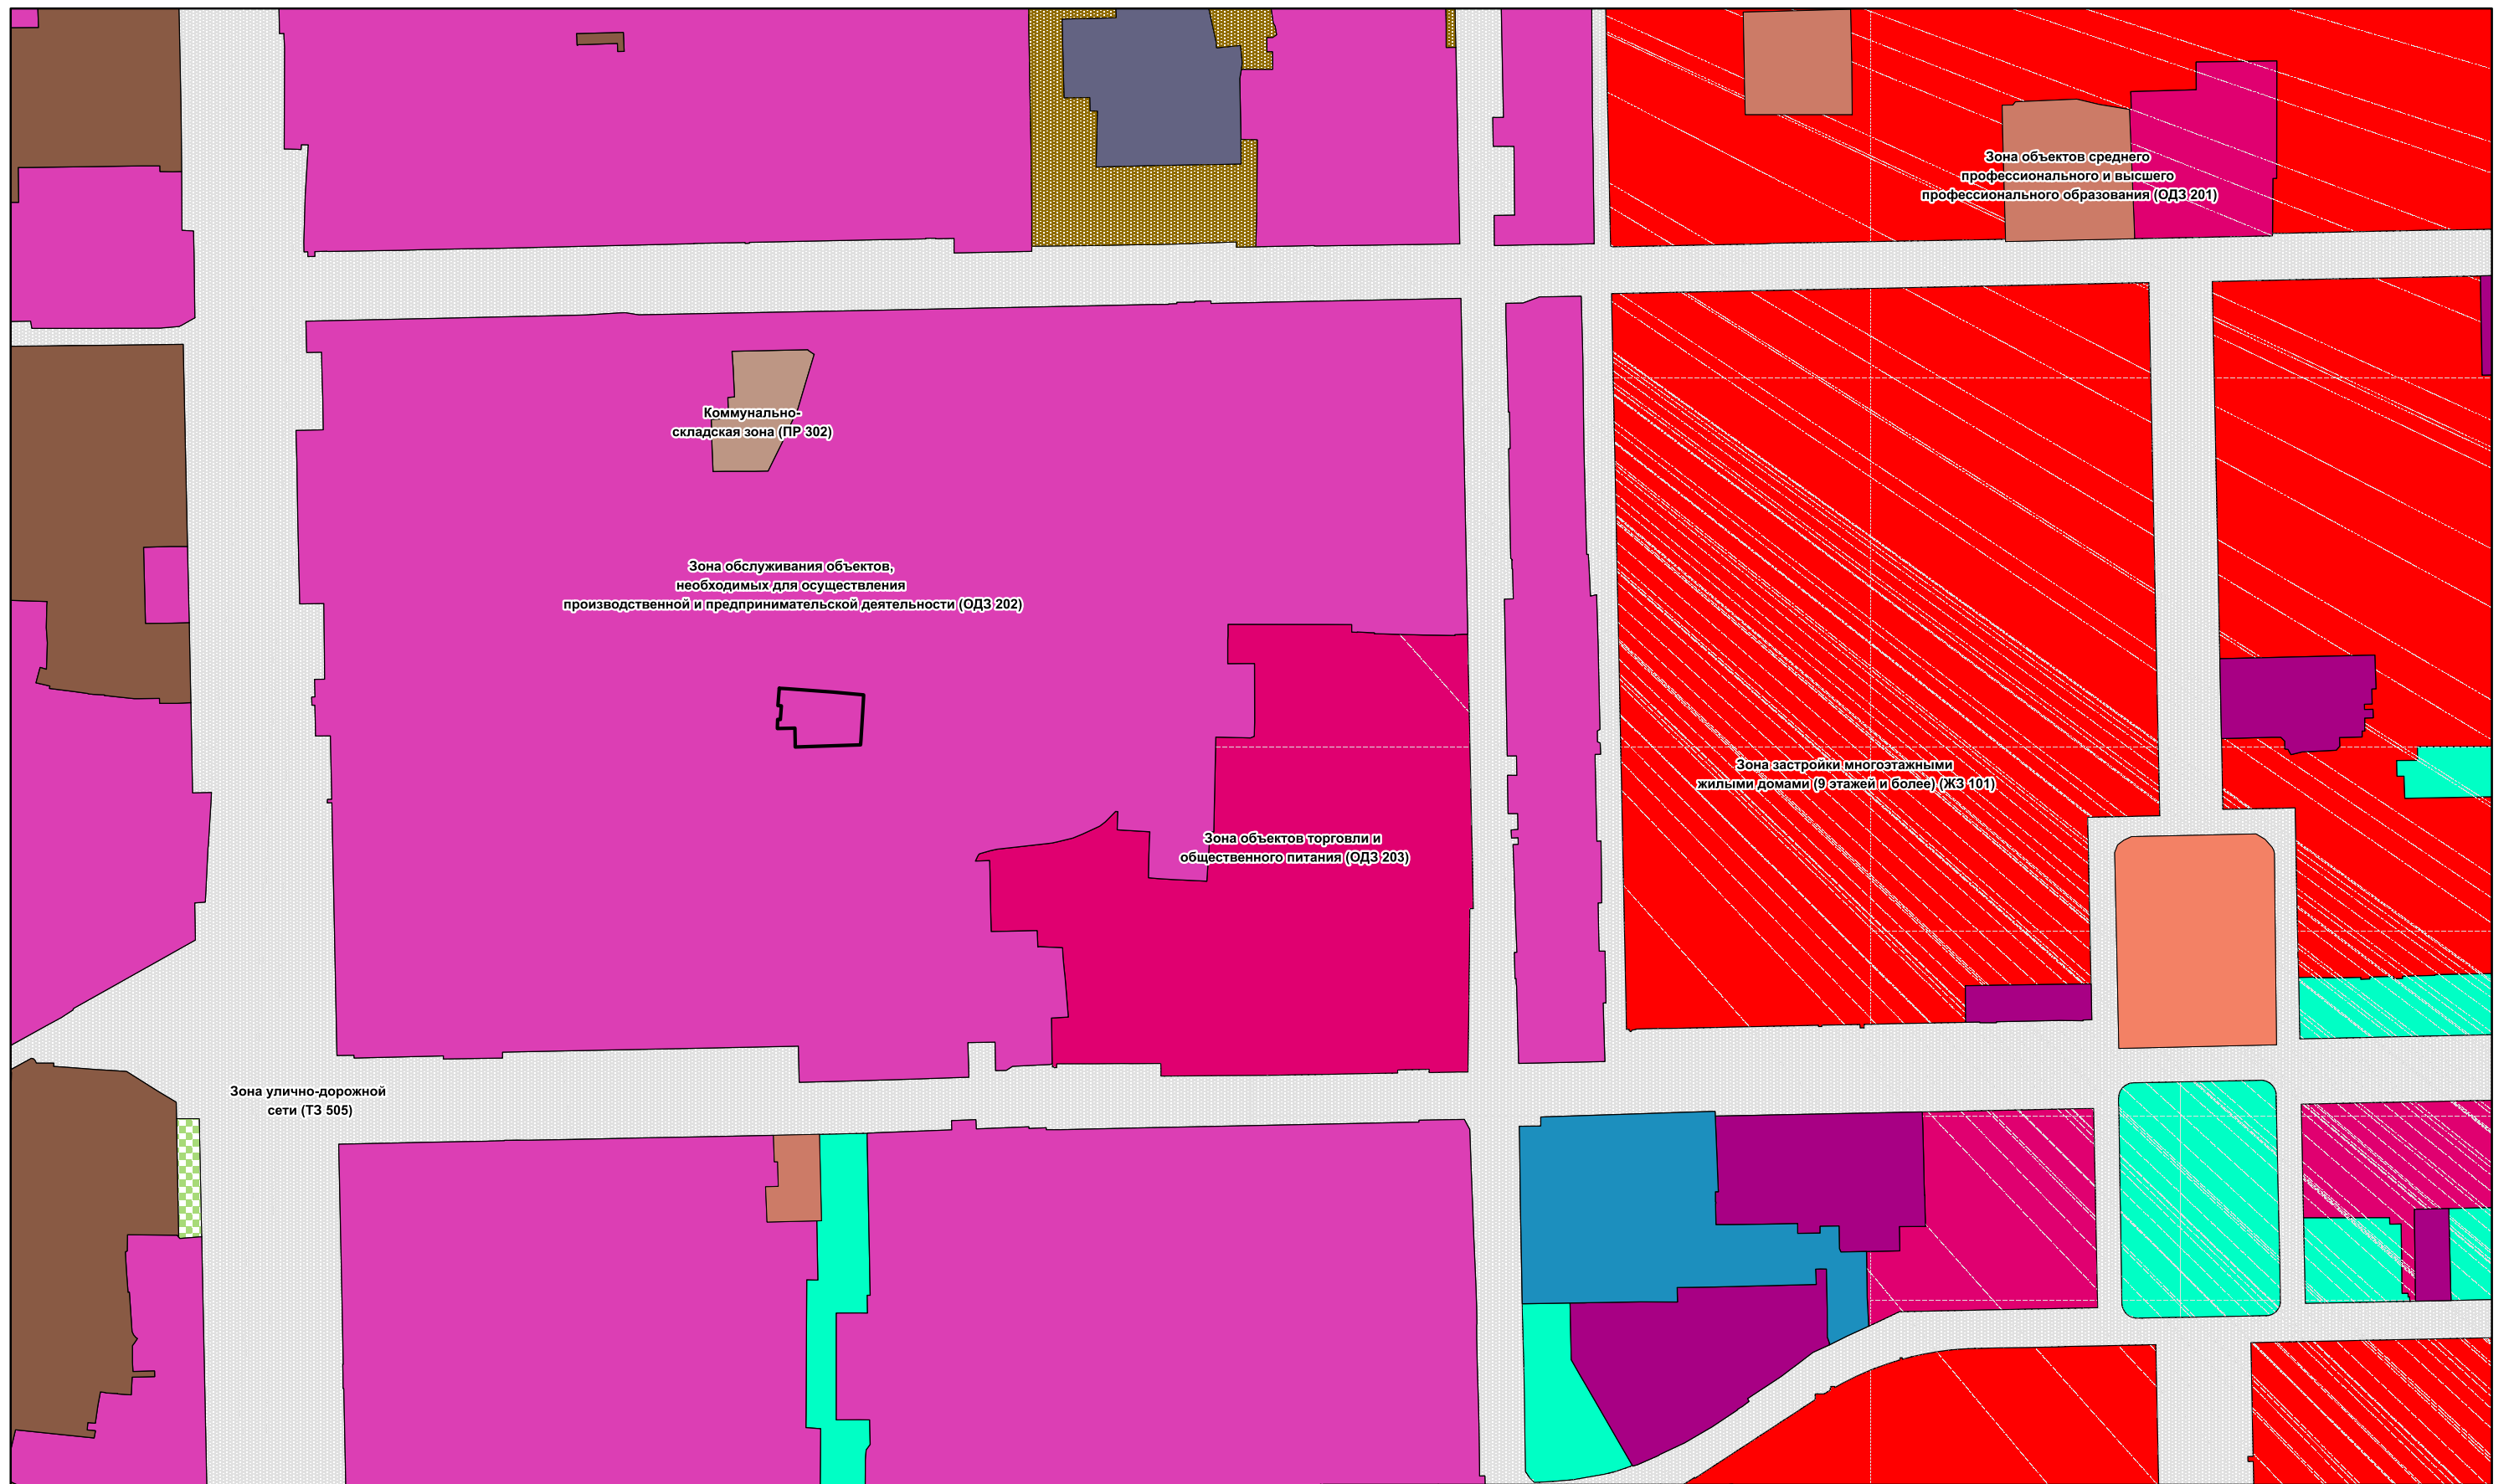 Зона объектов среднего
профессионального и высшего
профессионального образования (ОДЗ 201)
Коммунально-
складская зона (ПР 302)
Зона обслуживания объектов,
необходимых для осуществления
производственной и предпринимательской деятельности (ОДЗ 202)
Зона застройки многоэтажными
жилыми домами (9 этажей и более) (ЖЗ 101)
Зона объектов торговли и
общественного питания (ОДЗ 203)
Зона улично-дорожной
сети (ТЗ 505)